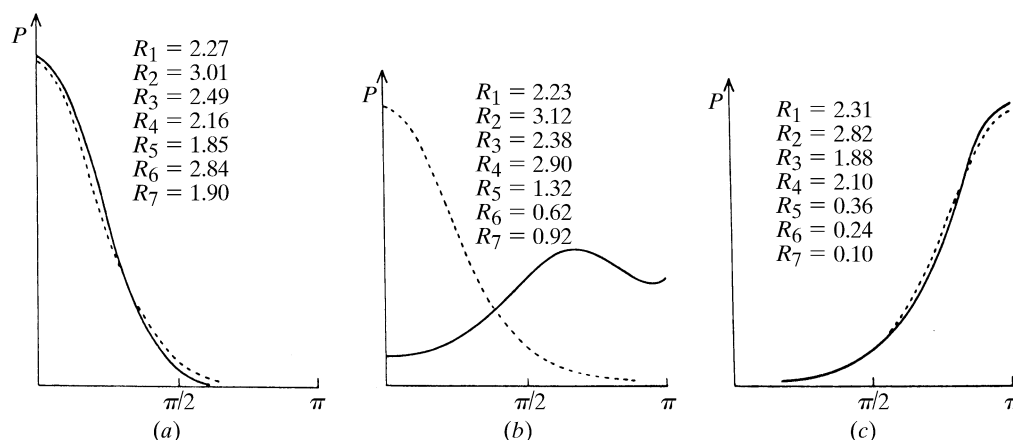 P
R1 = 2.27
R2 = 3.01
R3 = 2.49
R4 = 2.16
R5 = 1.85
R6 = 2.84
R7 = 1.90
π/2
π
(a)
P
R1 = 2.23
R2 = 3.12
R3 = 2.38
R4 = 2.90
R5 = 1.32
R6 = 0.62
R7 = 0.92
π/2
π
(b)
P
R1 = 2.31
R2 = 2.82
R3 = 1.88
R4 = 2.10
R5 = 0.36
R6 = 0.24
R7 = 0.10
π/2
π
(c)